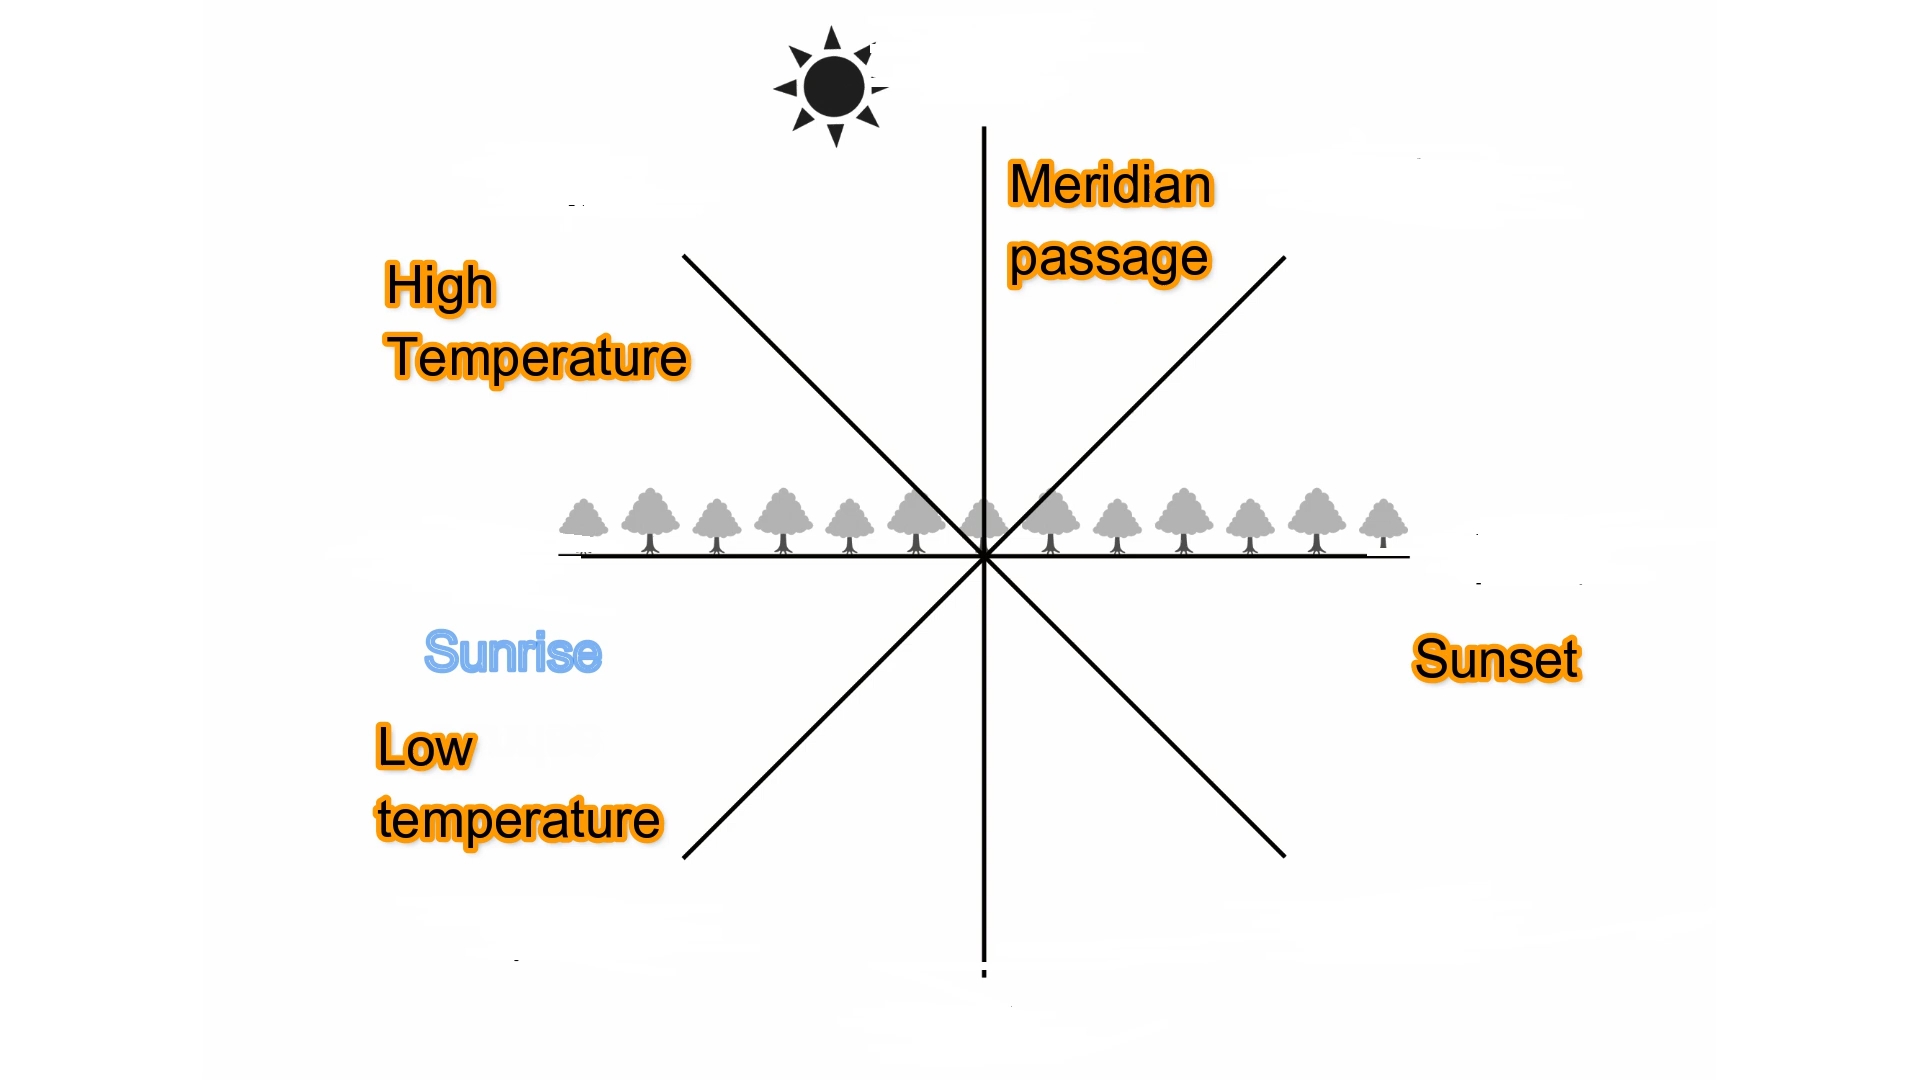 Meridian
passage
High
Temperature
Sunrise
Sunset
Low
temperature